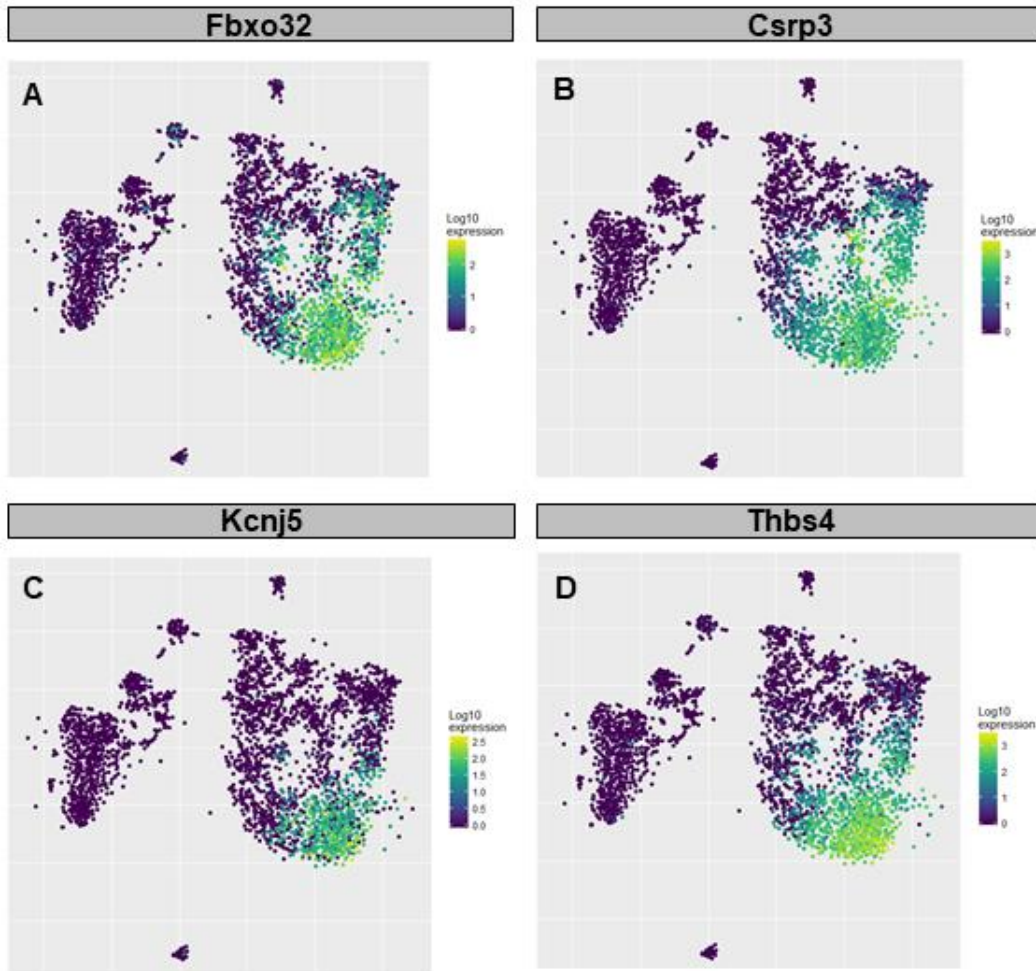 Fbxo32
Csrp3
A
Log10
expression
2
1
0
B
Log10
expression
3
2
1
0
Kcnj5
Thbs4
C
Log10
expression
2.5
2.0
1.5
1.0
0.5
0.0
D
Log10
expression
3
2
1
0